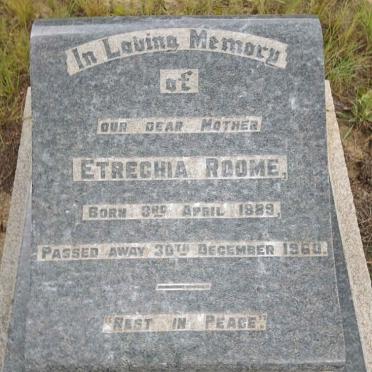 In Loving Memory
of
OUR DEAR MOTHER
ETRECHIA ROOME,
BORN 3RD APRIL 1889,
PASSED AWAY 30TH DECEMBER 1960.
"REST IN PEACE."